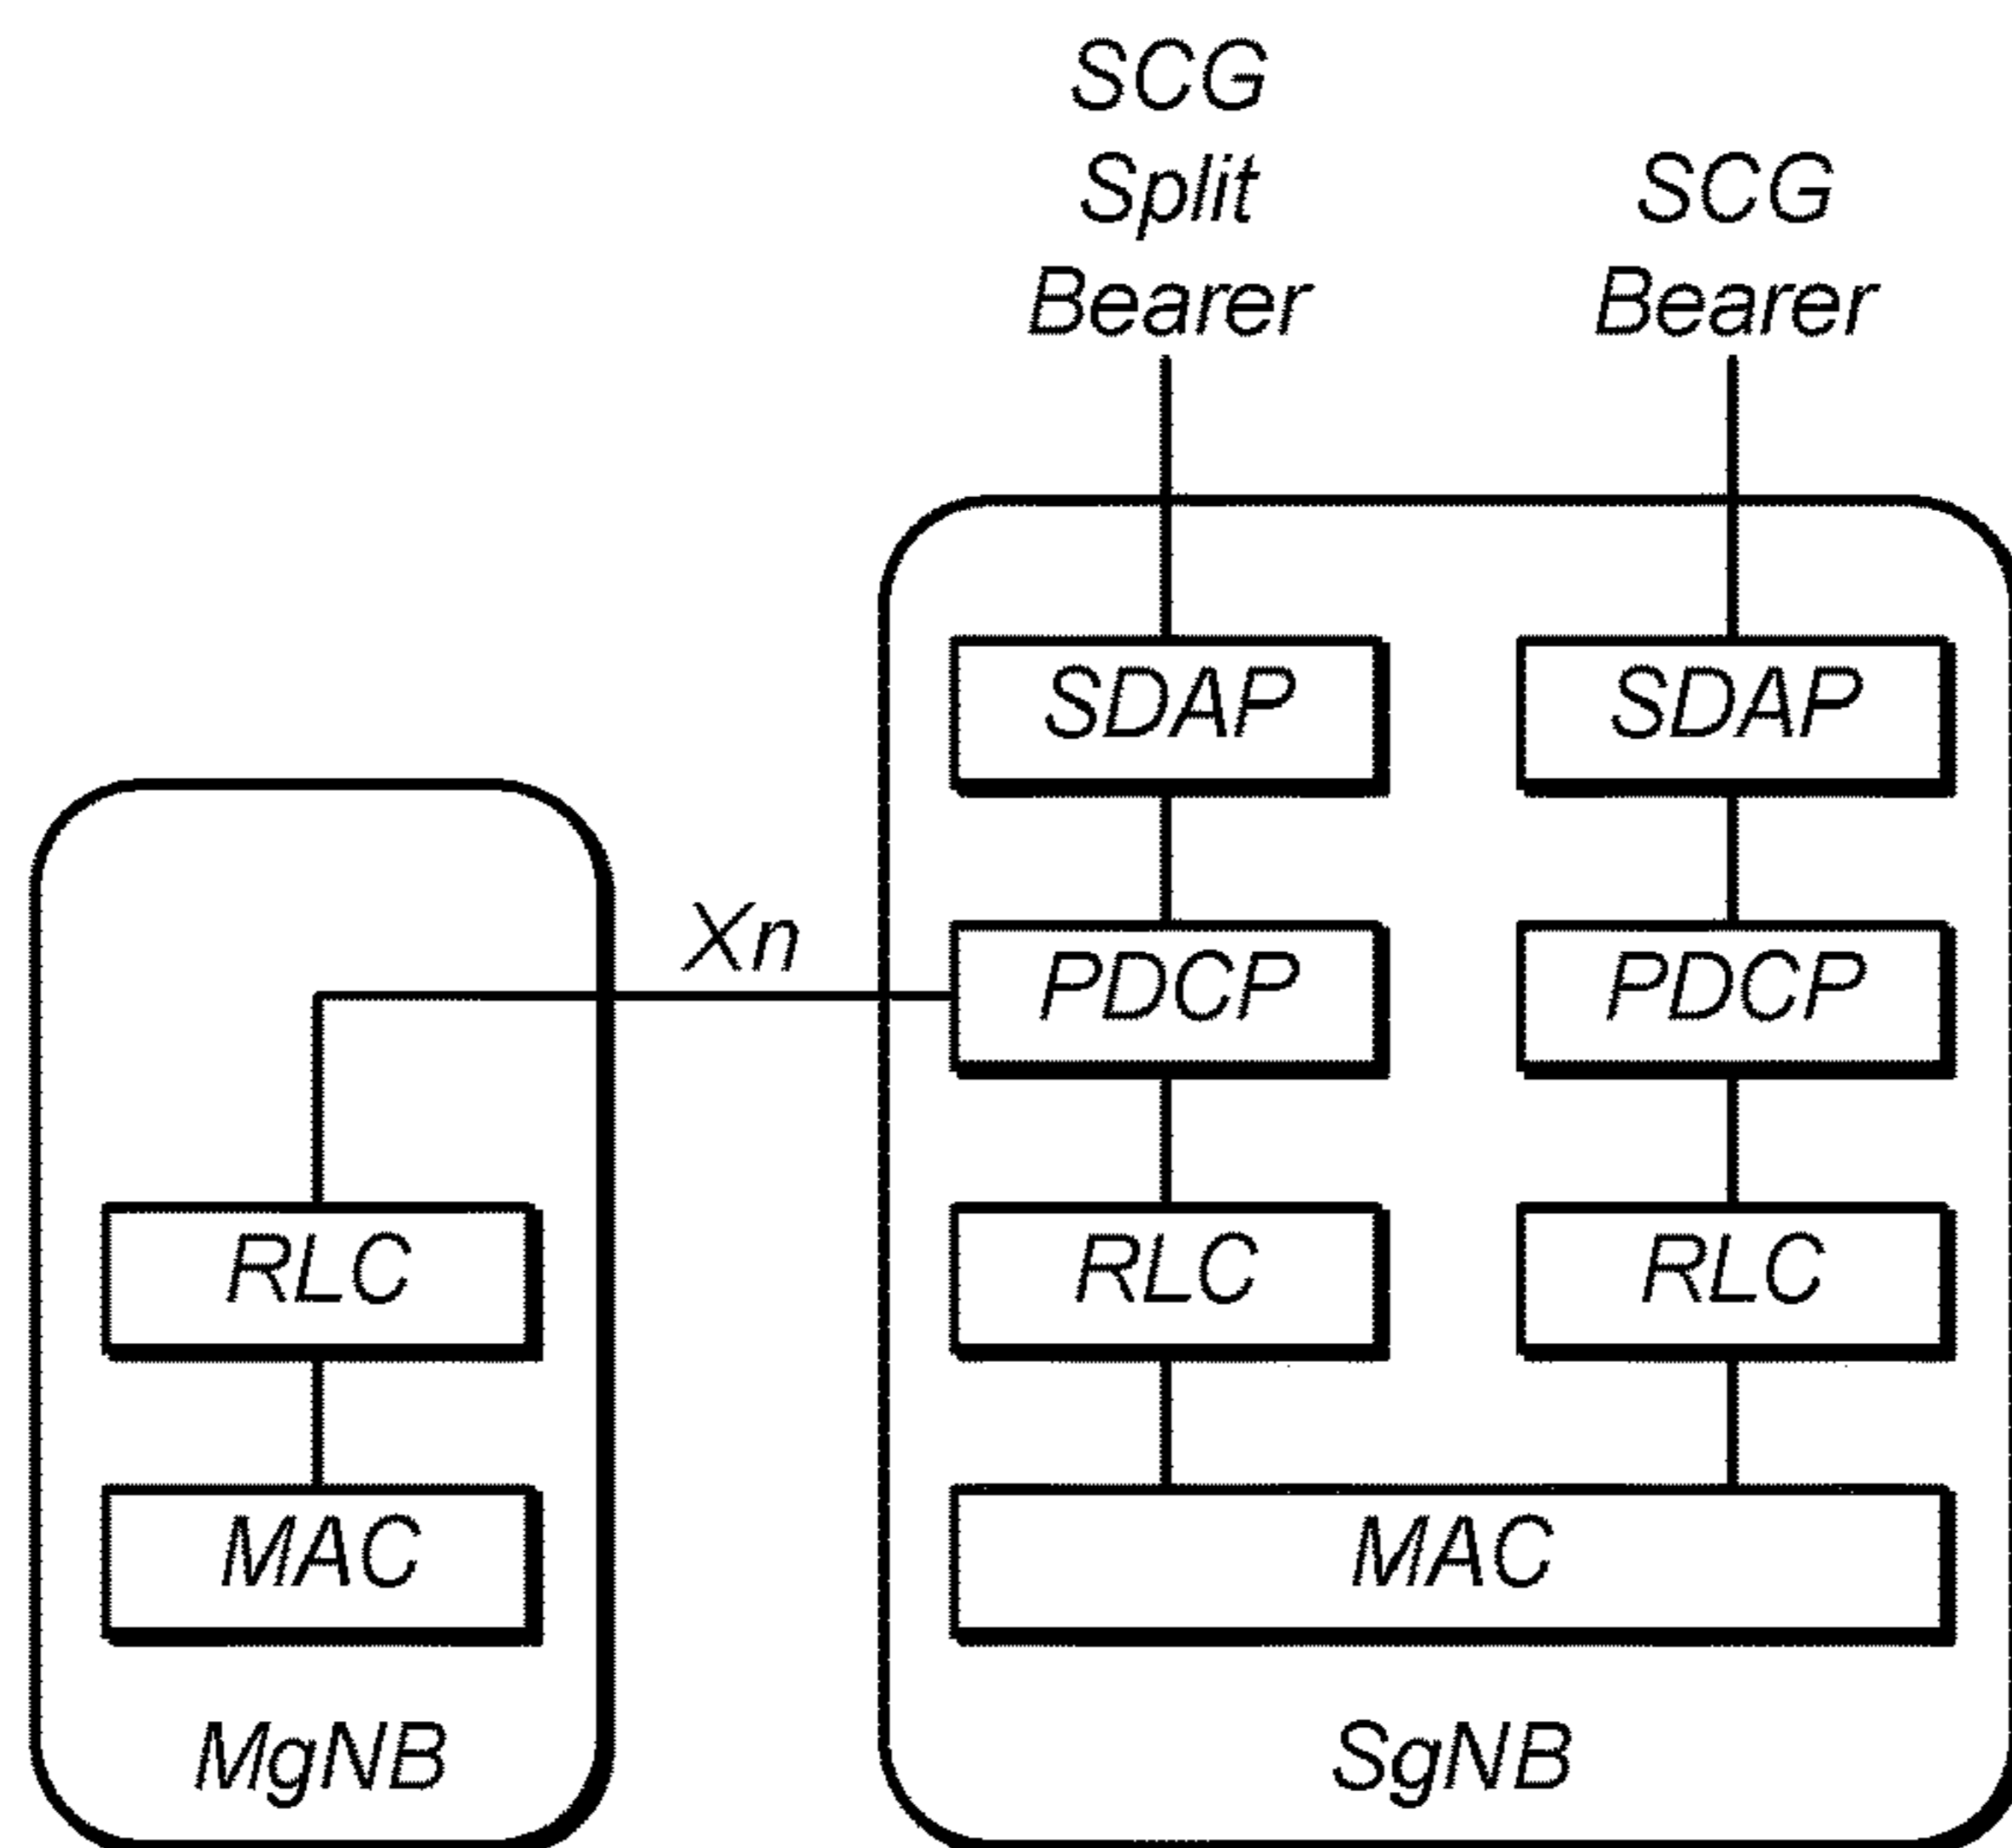 SCG
Split
Bearer
SCG
Bearer
SDAP
SDAP
Xn
PDCP
PDCP
RLC
RLC
RLC
MAC
MAC
MgNB
SgNB